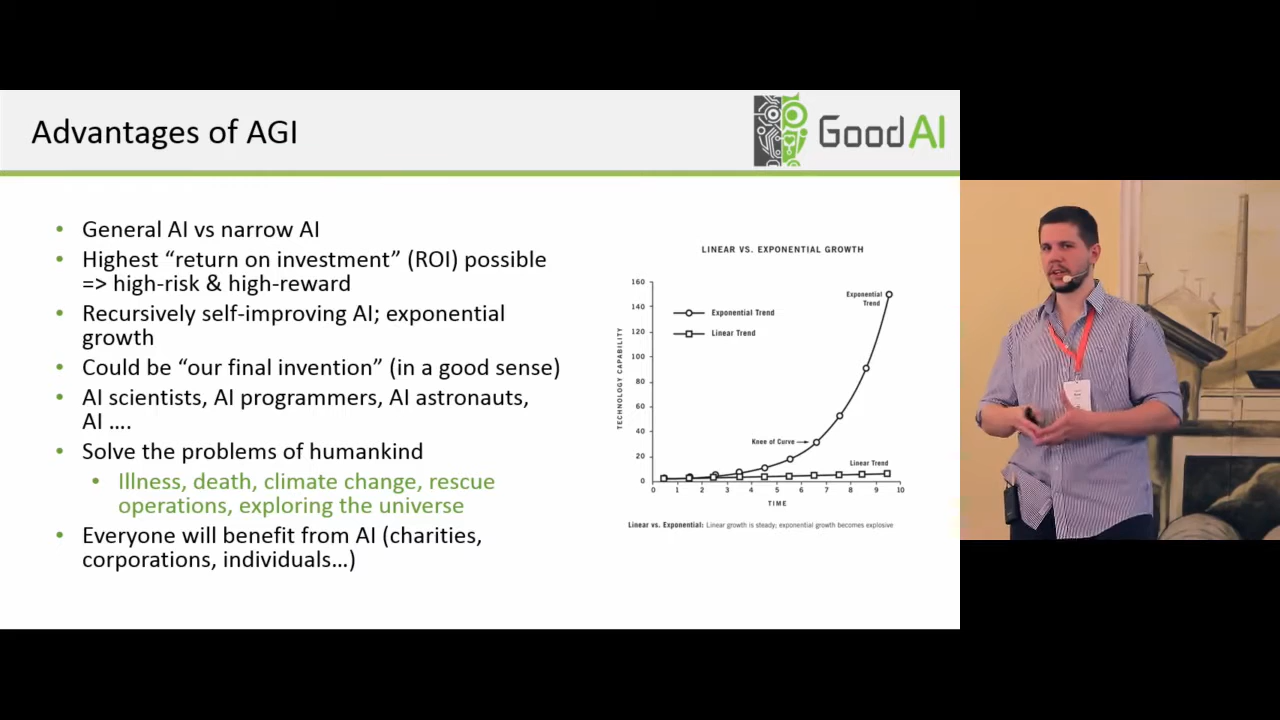 Advantages of AGI
GoodAI
• General AI vs narrow AI
• Highest “return on investment” (ROI) possible
=> high-risk & high-reward
• Recursively self-improving AI; exponential
growth
• Could be “our final invention” (in a good sense)
• AI scientists, AI programmers, AI astronauts,
AI ….
• Solve the problems of humankind
• Illness, death, climate change, rescue
operations, exploring the universe
• Everyone will benefit from AI (charities,
corporations, individuals…)
LINEAR VS. EXPONENTIAL GROWTH
TECHNOLOGY CAPABILITY
160
140
120
100
80
60
40
20
0
Exponential Trend
Linear Trend
Exponential
Trend
Knee of Curve
Linear Trend
0 1 2 3 4 5 6 7 8 9 10
TIME
Linear vs. Exponential: Linear growth is steady; exponential growth becomes explosive